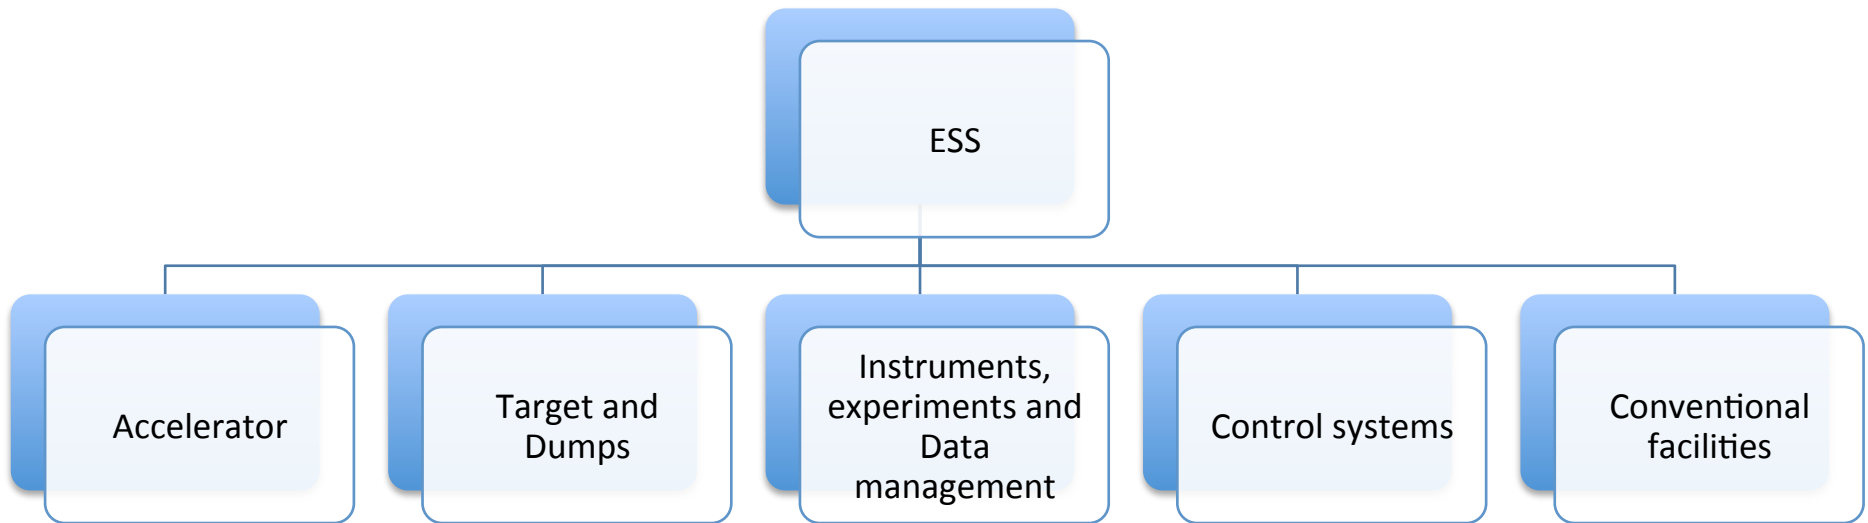 ESS
Accelerator
Target and
Dumps
Instruments,
experiments and
Data
management
Control systems
Conventional
facilities